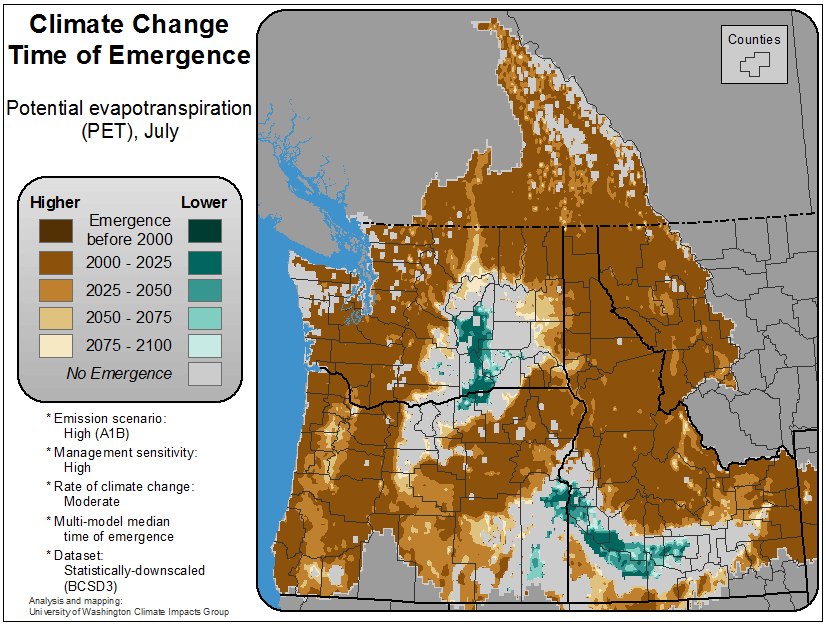 Climate Change
Time of Emergence
Potential evapotranspiration
(PET), July
Higher Lower
Emergence
before 2000
2000 - 2025
2025 - 2050
2050 - 2075
2075 - 2100
No Emergence
* Emission scenario:
High (A1B)
* Management sensitivity:
High
* Rate of climate change:
Moderate
* Multi-model median
time of emergence
* Dataset:
Statistically-downscaled
(BCSD3)
Analysis and mapping:
University of Washington Climate Impacts Group
Counties